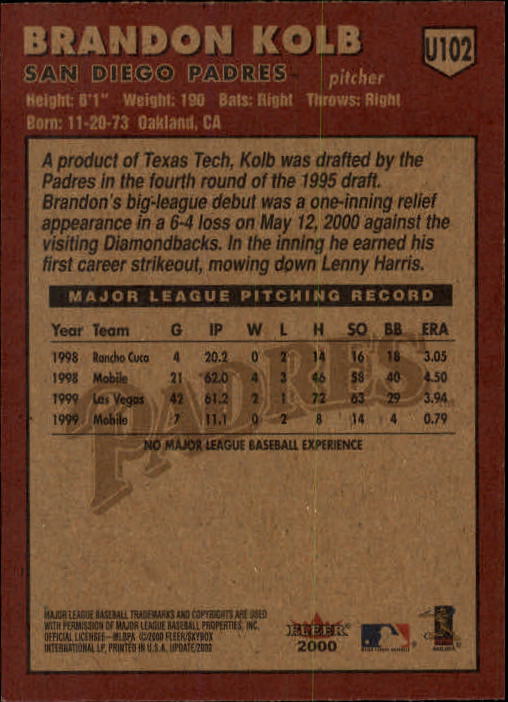 BRANDON KOLB
U102
SAN DIEGO PADRES
pitcher
Height: 6'1" Weight: 190 Bats: Right Throws: Right
Born: 11-20-73 Oakland, CA
A product of Texas Tech, Kolb was drafted by the
Padres in the fourth round of the 1995 draft.
Brandon's big-league debut was a one-inning relief
appearance in a 6-4 loss on May 12, 2000 against the
visiting Diamondbacks. In the inning he earned his
first career strikeout, mowing down Lenny Harris.
MAJOR LEAGUE PITCHING RECORD
Year Team G IP W L H SO BB ERA
1998 Rancho Cuca 4 20.2 0 2 14 16 18 3.05
1998 Mobile 21 62.0 4 3 46 58 40 4.50
1999 Las Vegas 42 61.2 2 1 72 63 29 3.94
1999 Mobile 7 11.1 0 2 8 14 4 0.79
PADRES
NO MAJOR LEAGUE BASEBALL EXPERIENCE
MAJOR LEAGUE BASEBALL TRADEMARKS AND COPYRIGHTS ARE USED
WITH PERMISSION OF MAJOR LEAGUE BASEBALL PROPERTIES, INC.
OFFICIAL LICENSEE—MLBPA ©2000 FLEER/SKYBOX
INTERNATIONAL LP, PRINTED IN U.S.A. UPDATE/2000
FLEER
2000